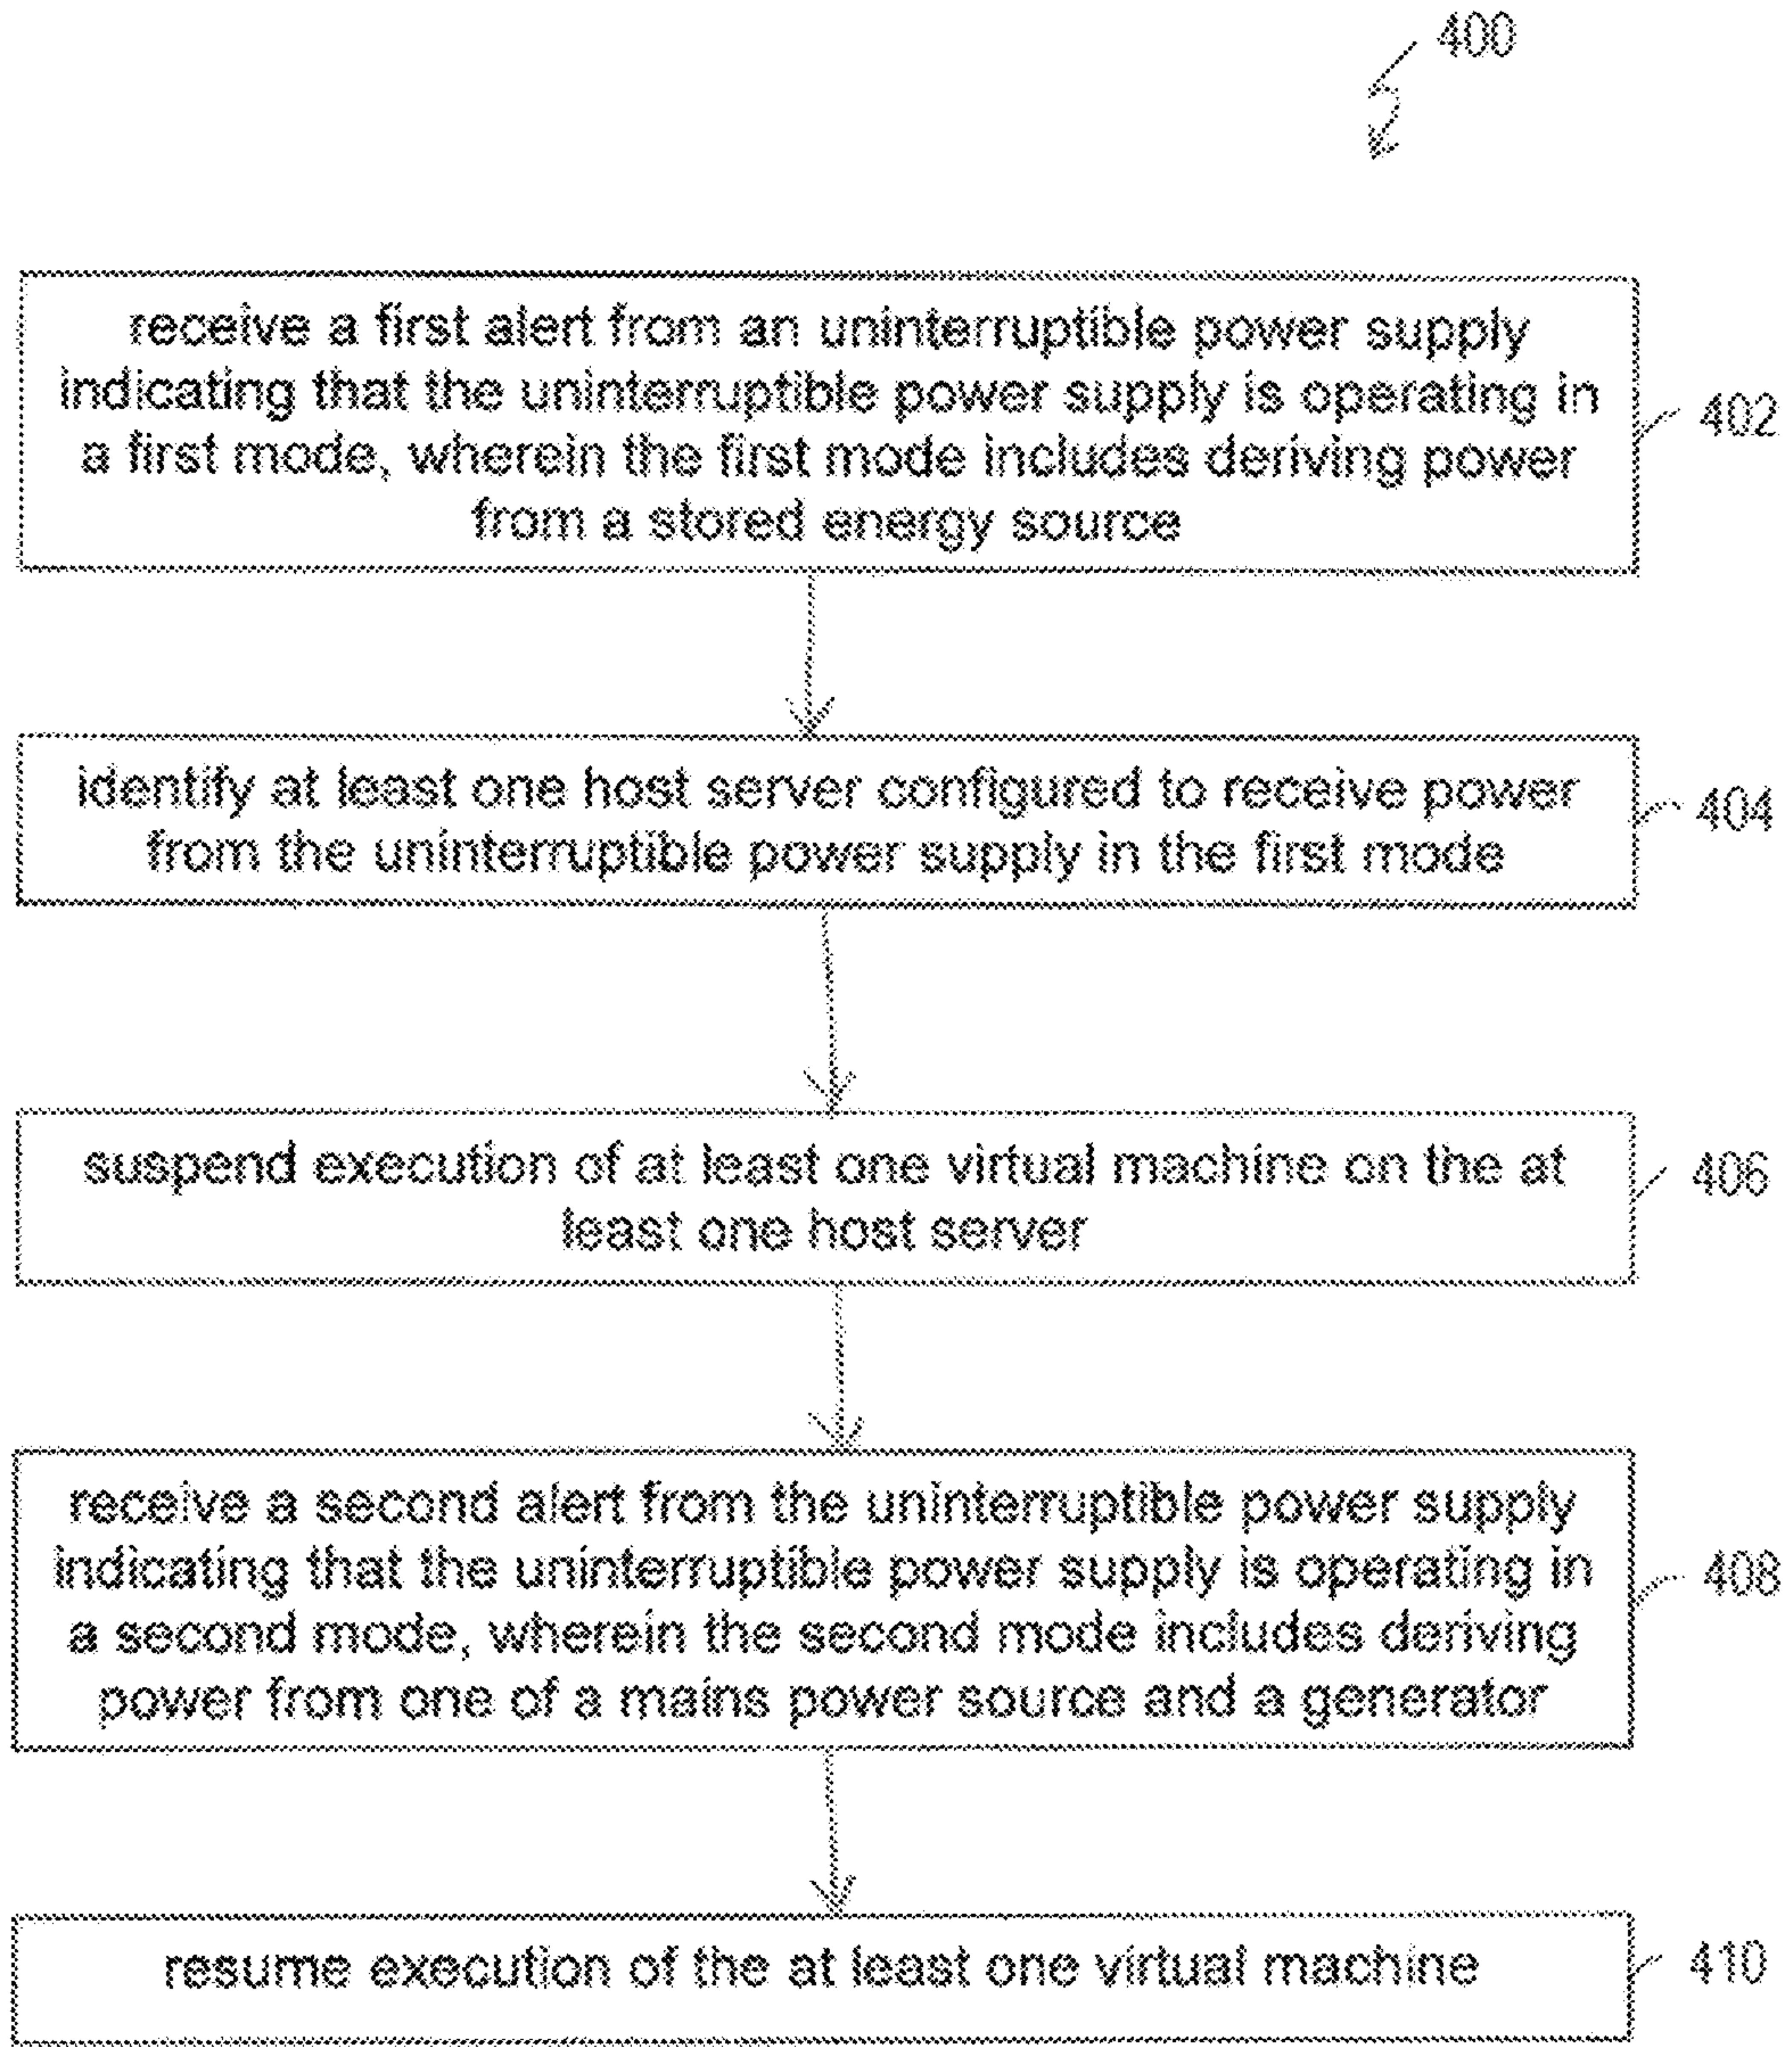 400
receive a first alert from an uninterruptible power supply
indicating that the uninterruptible power supply is operating in
a first mode, wherein the first mode includes deriving power
from a stored energy source
402
identify at least one host server configured to receive power
from the uninterruptible power supply in the first mode
404
suspend execution of at least one virtual machine on the at
least one host server
406
receive a second alert from the uninterruptible power supply
indicating that the uninterruptible power supply is operating in
a second mode, wherein the second mode includes deriving
power from one of a mains power source and a generator
408
resume execution of the at least one virtual machine
410